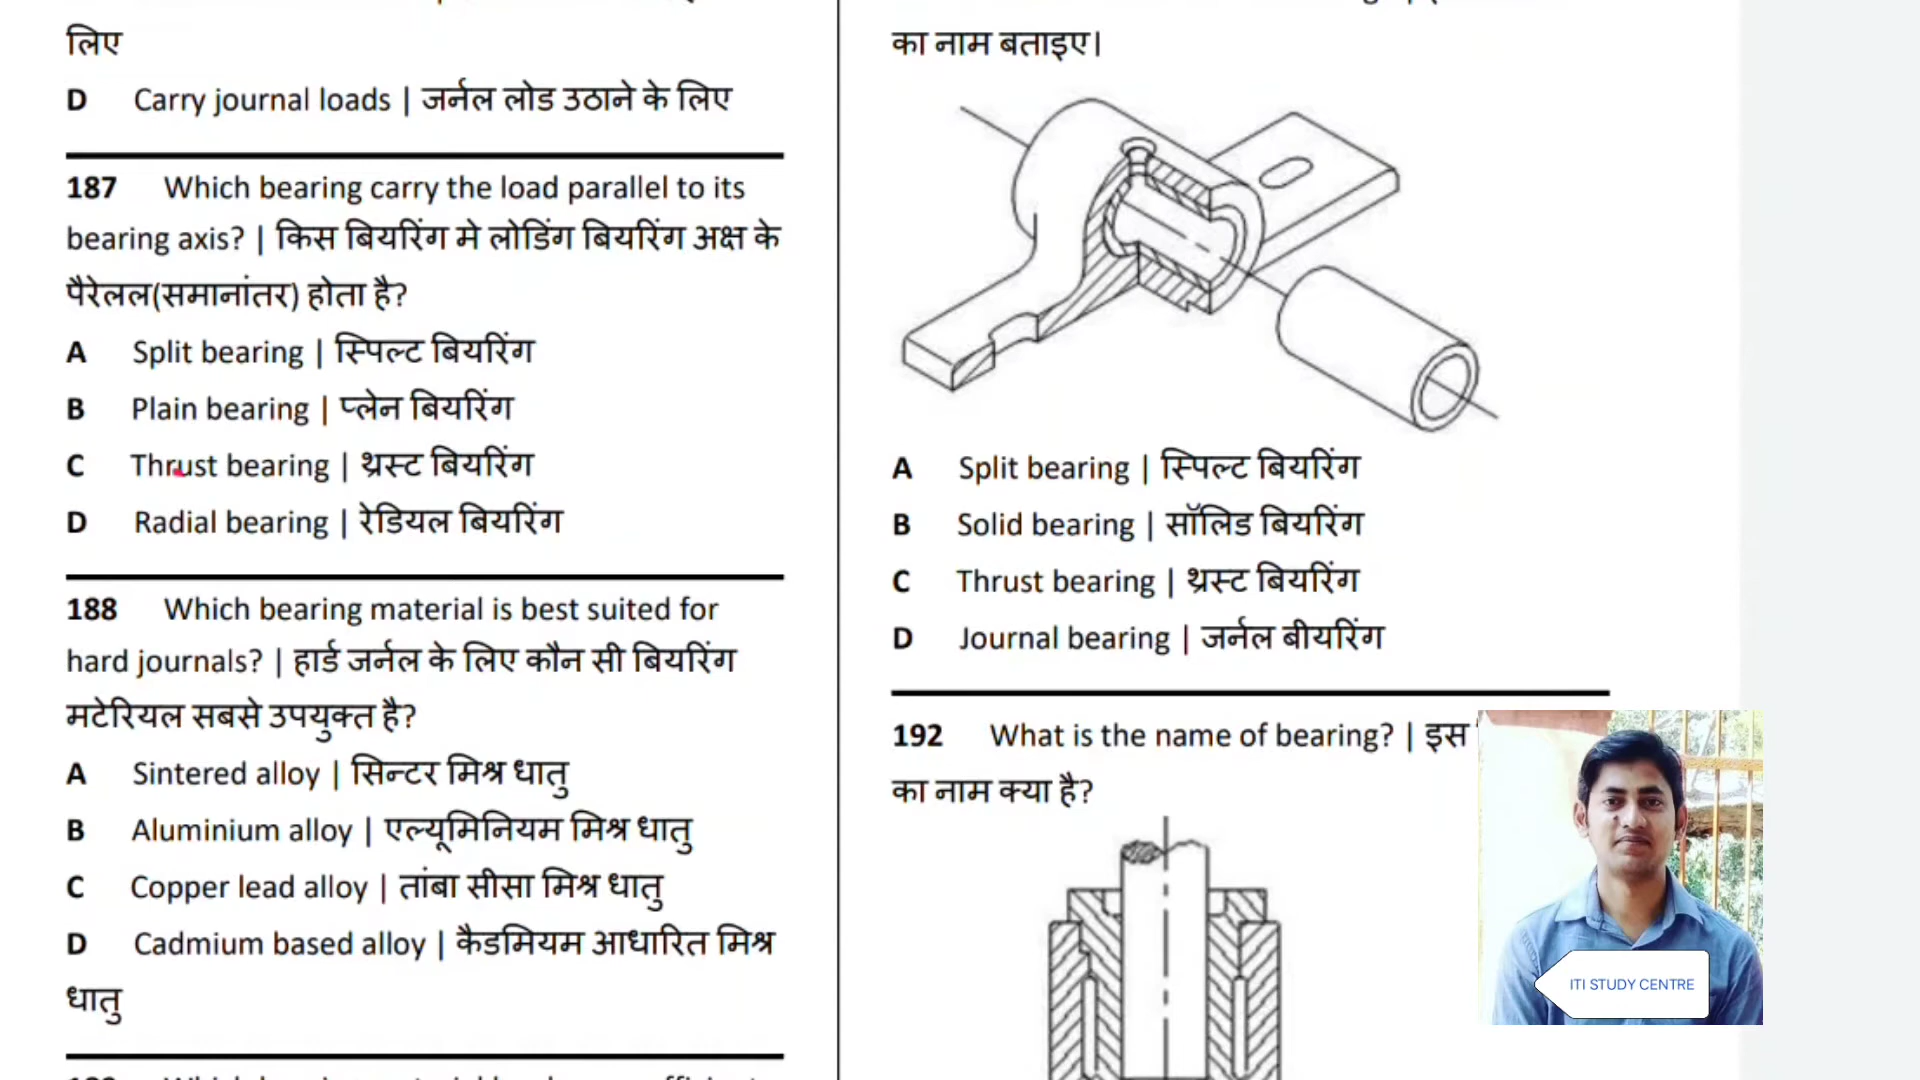 लिए
D Carry journal loads | जर्नल लोड उठाने के लिए
187 Which bearing carry the load parallel to its
bearing axis? | किस बियरिंग मे लोडिंग बियरिंग अक्ष के
पैरेलल(समानांतर) होता है?
A Split bearing | स्पिल्ट बियरिंग
B Plain bearing | प्लेन बियरिंग
C Thrust bearing | थ्रस्ट बियरिंग
D Radial bearing | रेडियल बियरिंग
188 Which bearing material is best suited for
hard journals? | हार्ड जर्नल के लिए कौन सी बियरिंग
मटेरियल सबसे उपयुक्त है?
A Sintered alloy | सिन्टर मिश्र धातु
B Aluminium alloy | एल्यूमिनियम मिश्र धातु
C Copper lead alloy | तांबा सीसा मिश्र धातु
D Cadmium based alloy | कैडमियम आधारित मिश्र
धातु
का नाम बताइए।
A Split bearing | स्पिल्ट बियरिंग
B Solid bearing | सॉलिड बियरिंग
C Thrust bearing | थ्रस्ट बियरिंग
D Journal bearing | जर्नल बीयरिंग
192 What is the name of bearing? | इस
का नाम क्या है?
ITI STUDY CENTRE